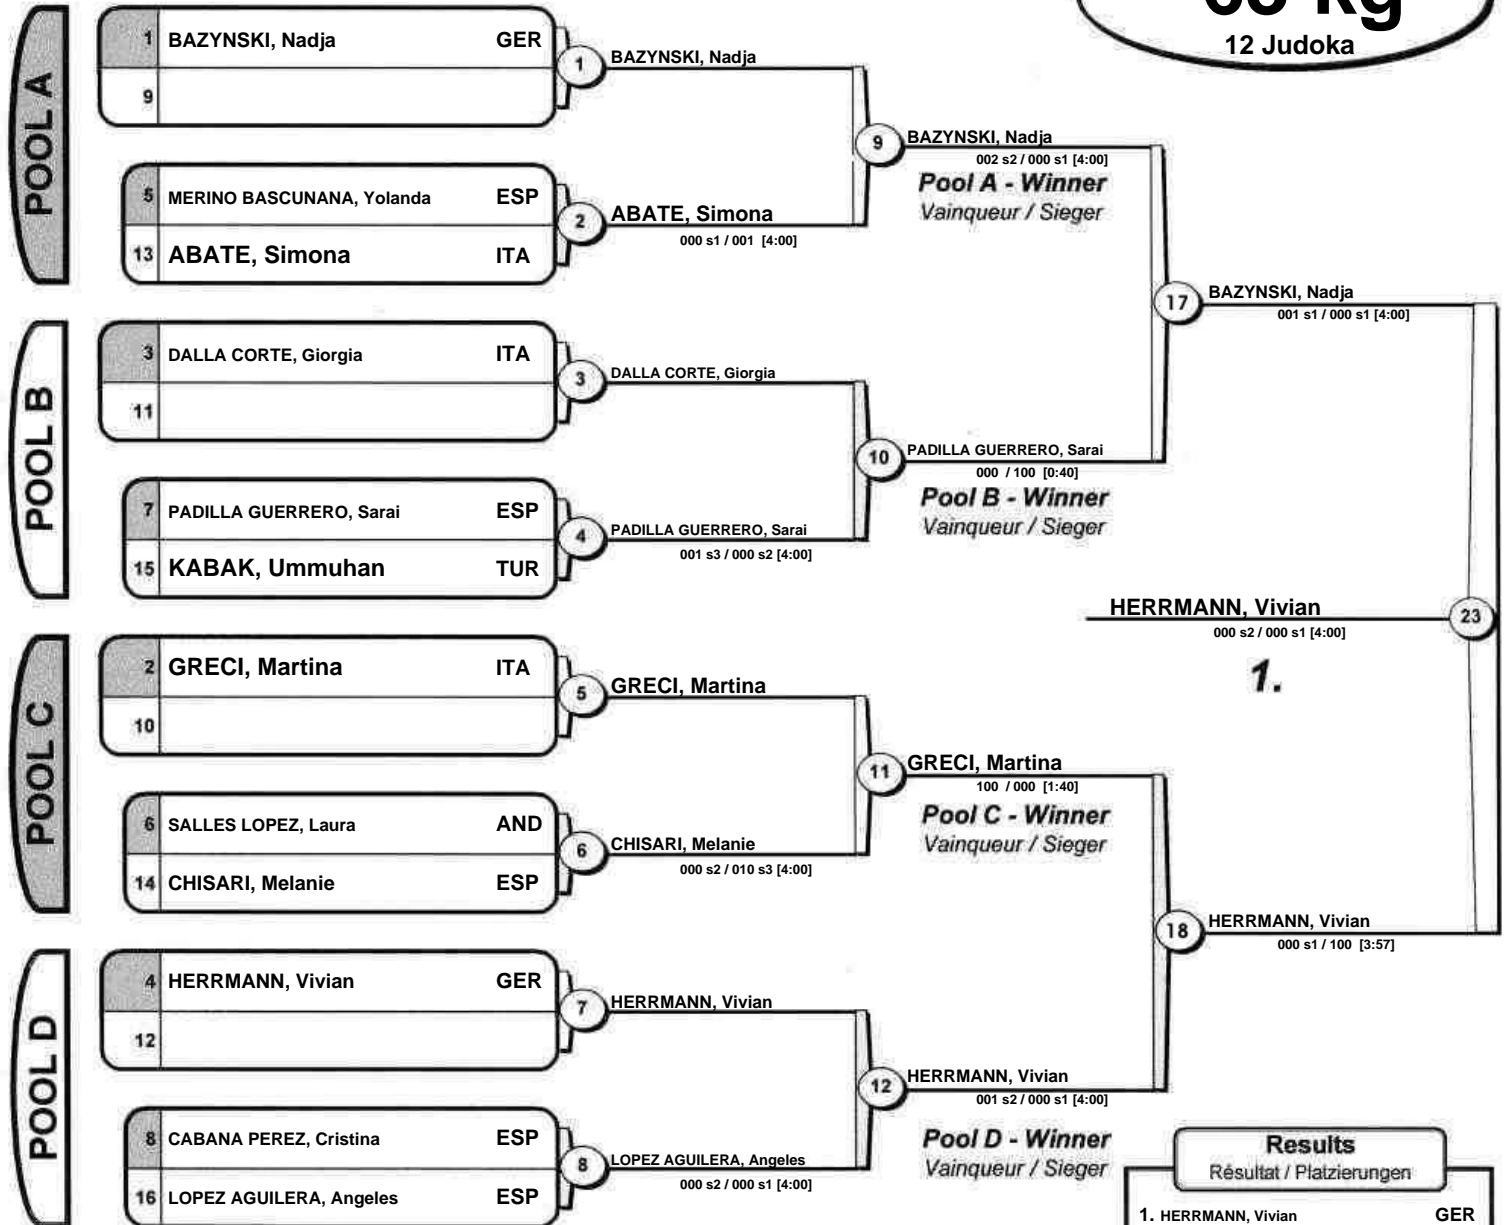 12 Judoka
POOL A
1 BAZYNSKI, Nadja GER
9
1
BAZYNSKI, Nadja
5 MERINO BASCUNANA, Yolanda ESP
13 ABATE, Simona ITA
2
ABATE, Simona
000 s1 / 001 [4:00]
9
BAZYNSKI, Nadja
002 s2 / 000 s1 [4:00]
Pool A - Winner
Vainqueur / Sieger
POOL B
3 DALLA CORTE, Giorgia ITA
11
3
DALLA CORTE, Giorgia
7 PADILLA GUERRERO, Sarai ESP
15 KABAK, Ummuhan TUR
4
PADILLA GUERRERO, Sarai
001 s3 / 000 s2 [4:00]
10
PADILLA GUERRERO, Sarai
000 / 100 [0:40]
Pool B - Winner
Vainqueur / Sieger
17
BAZYNSKI, Nadja
001 s1 / 000 s1 [4:00]
HERRMANN, Vivian
000 s2 / 000 s1 [4:00]
23
1.
POOL C
2 GRECI, Martina ITA
10
5
GRECI, Martina
6 SALLES LOPEZ, Laura AND
14 CHISARI, Melanie ESP
6
CHISARI, Melanie
000 s2 / 010 s3 [4:00]
11
GRECI, Martina
100 / 000 [1:40]
Pool C - Winner
Vainqueur / Sieger
POOL D
4 HERRMANN, Vivian GER
12
7
HERRMANN, Vivian
8 CABANA PEREZ, Cristina ESP
16 LOPEZ AGUILERA, Angeles ESP
8
LOPEZ AGUILERA, Angeles
000 s2 / 000 s1 [4:00]
12
HERRMANN, Vivian
001 s2 / 000 s1 [4:00]
Pool D - Winner
Vainqueur / Sieger
18
HERRMANN, Vivian
000 s1 / 100 [3:57]
Results
Résultat / Platzierungen
1. HERRMANN, Vivian GER